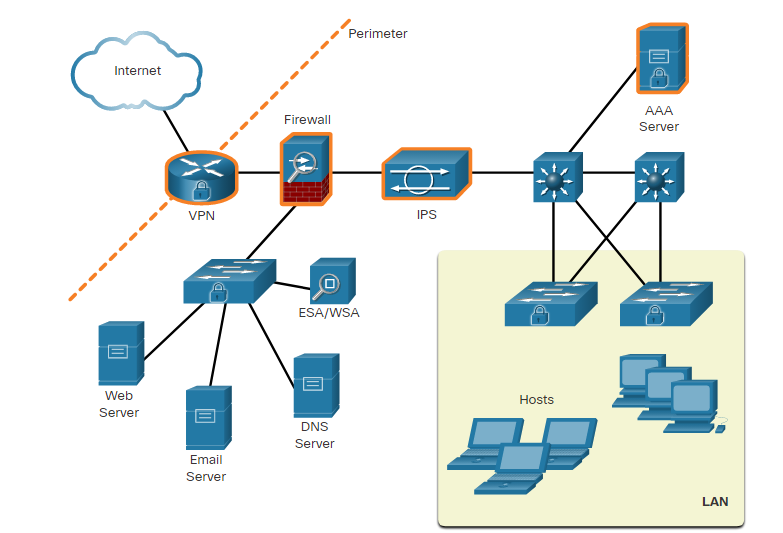 Perimeter
Internet
AAA
Server
Firewall
VPN
IPS
ESA/WSA
Web
Server
DNS
Server
Email
Server
Hosts
LAN